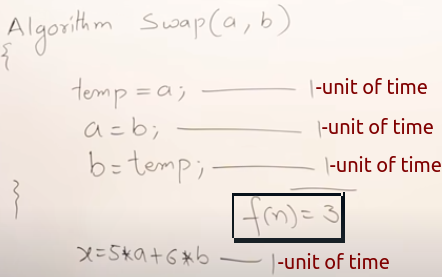 Algorithm Swap(a, b)
{
temp = a; 1-unit of time
a = b; 1-unit of time
b = temp; 1-unit of time
}
f(n) = 3
x = 5*a + 6*b 1-unit of time